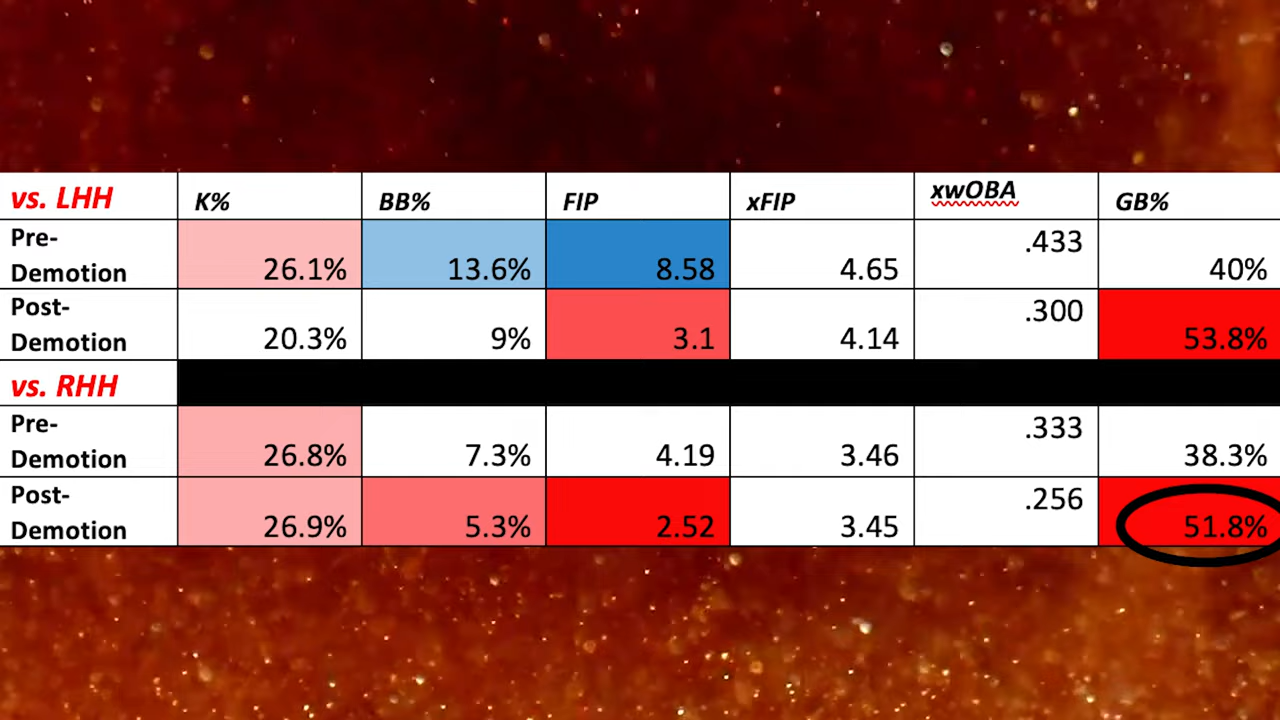 vs. LHH K% BB% FIP xFIP xwOBA GB%
Pre-
Demotion 26.1% 13.6% 8.58 4.65 .433 40%
Post-
Demotion 20.3% 9% 3.1 4.14 .300 53.8%
vs. RHH
Pre-
Demotion 26.8% 7.3% 4.19 3.46 .333 38.3%
Post-
Demotion 26.9% 5.3% 2.52 3.45 .256 51.8%